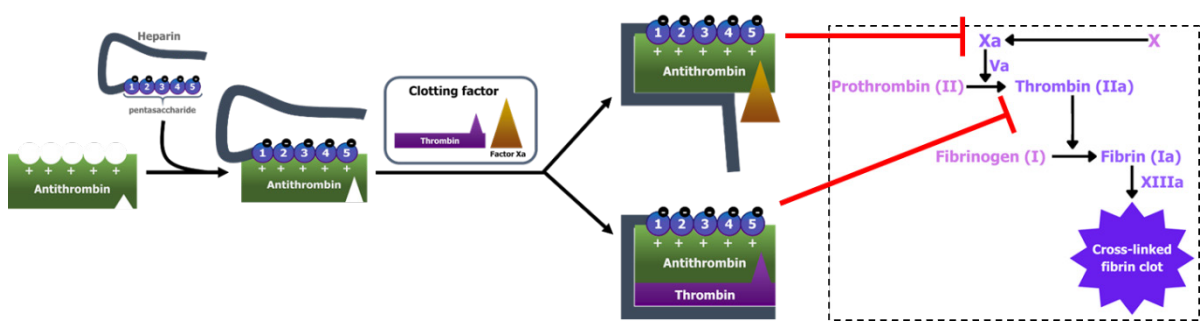 Heparin
1 2 3 4 5
pentasaccharide
+ + + + +
Antithrombin
1 2 3 4 5
+ + + + +
Antithrombin
Clotting factor
Thrombin
Factor Xa
1 2 3 4 5
+ + + + +
Antithrombin
1 2 3 4 5
+ + + + +
Antithrombin
Thrombin
Xa X
Va
Prothrombin (II) Thrombin (IIa)
Fibrinogen (I) Fibrin (Ia)
XIIIa
Cross-linked
fibrin clot